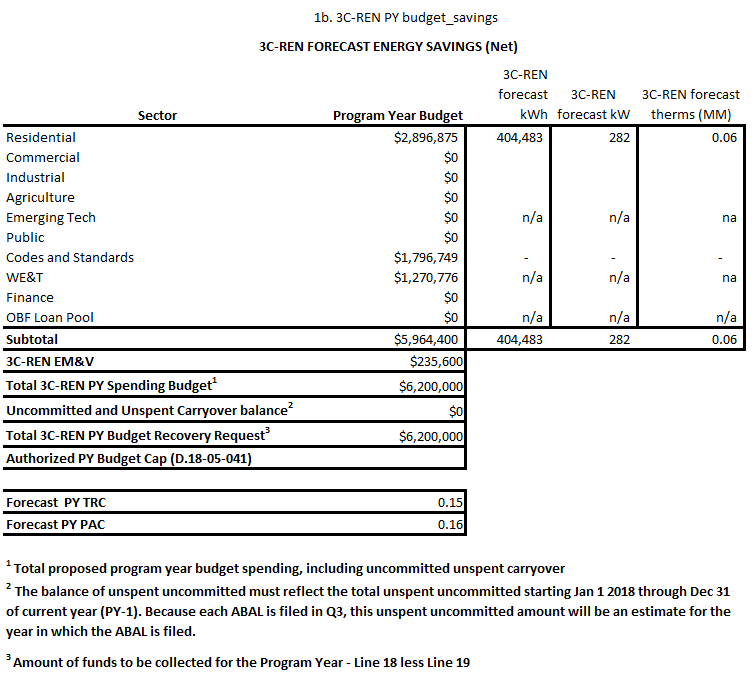 1b. 3C-REN PY budget_savings
3C-REN FORECAST ENERGY SAVINGS (Net)
Sector Program Year Budget 3C-REN forecast kWh 3C-REN forecast kW 3C-REN forecast therms (MM)
Residential $2,896,875 404,483 282 0.06
Commercial $0
Industrial $0
Agriculture $0
Emerging Tech $0 n/a n/a na
Public $0
Codes and Standards $1,796,749 - - -
WE&T $1,270,776 n/a n/a na
Finance $0
OBF Loan Pool $0 n/a n/a n/a
Subtotal $5,964,400 404,483 282 0.06
3C-REN EM&V $235,600
Total 3C-REN PY Spending Budget1 $6,200,000
Uncommitted and Unspent Carryover balance2 $0
Total 3C-REN PY Budget Recovery Request3 $6,200,000
Authorized PY Budget Cap (D.18-05-041)
Forecast PY TRC 0.15
Forecast PY PAC 0.16
1 Total proposed program year budget spending, including uncommitted unspent carryover
2 The balance of unspent uncommitted must reflect the total unspent uncommitted starting Jan 1 2018 through Dec 31
of current year (PY-1). Because each ABAL is filed in Q3, this unspent uncommitted amount will be an estimate for the
year in which the ABAL is filed.
3 Amount of funds to be collected for the Program Year - Line 18 less Line 19